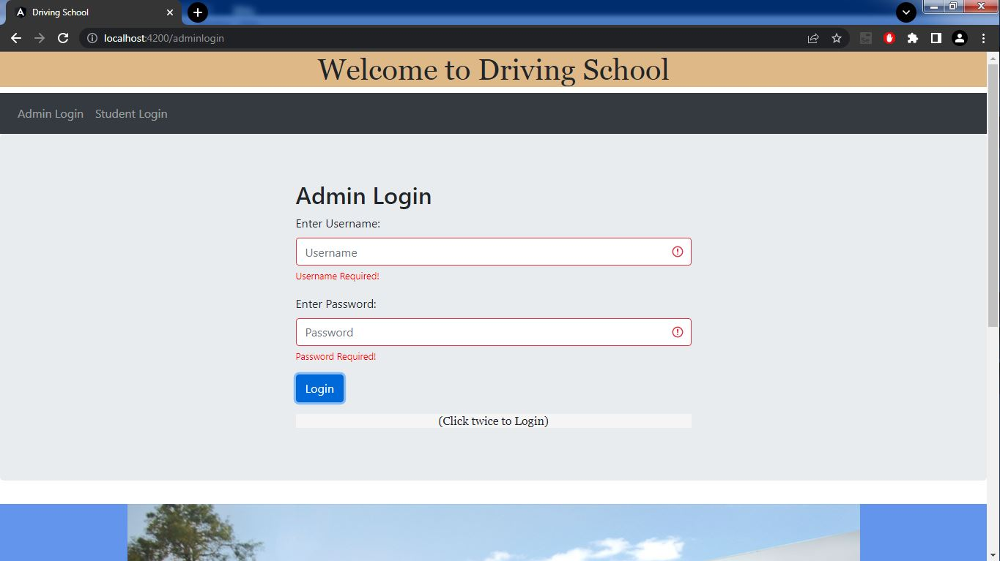 Driving School
localhost:4200/adminlogin
Welcome to Driving School
Admin Login Student Login
Admin Login
Enter Username:
Username
Username Required!
Enter Password:
Password
Password Required!
Login
(Click twice to Login)